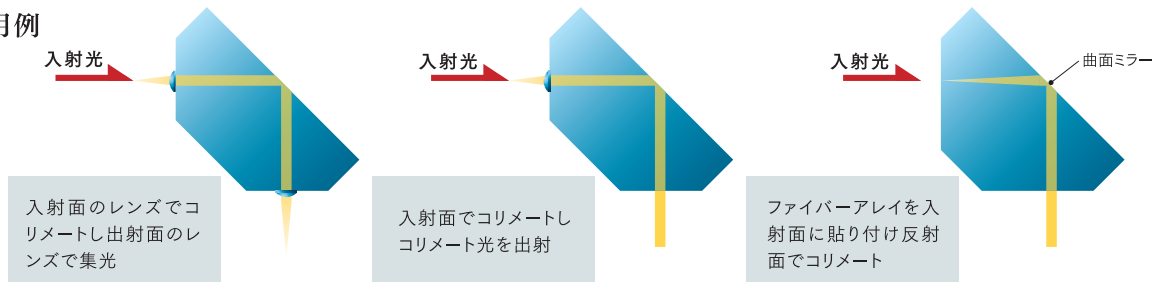 用例
入射光
入射光
入射光
曲面ミラー
入射面のレンズでコ
リメートし出射面のレ
ンズで集光
入射面でコリメートし
コリメート光を出射
ファイバーアレイを入
射面に貼り付け反射
面でコリメート